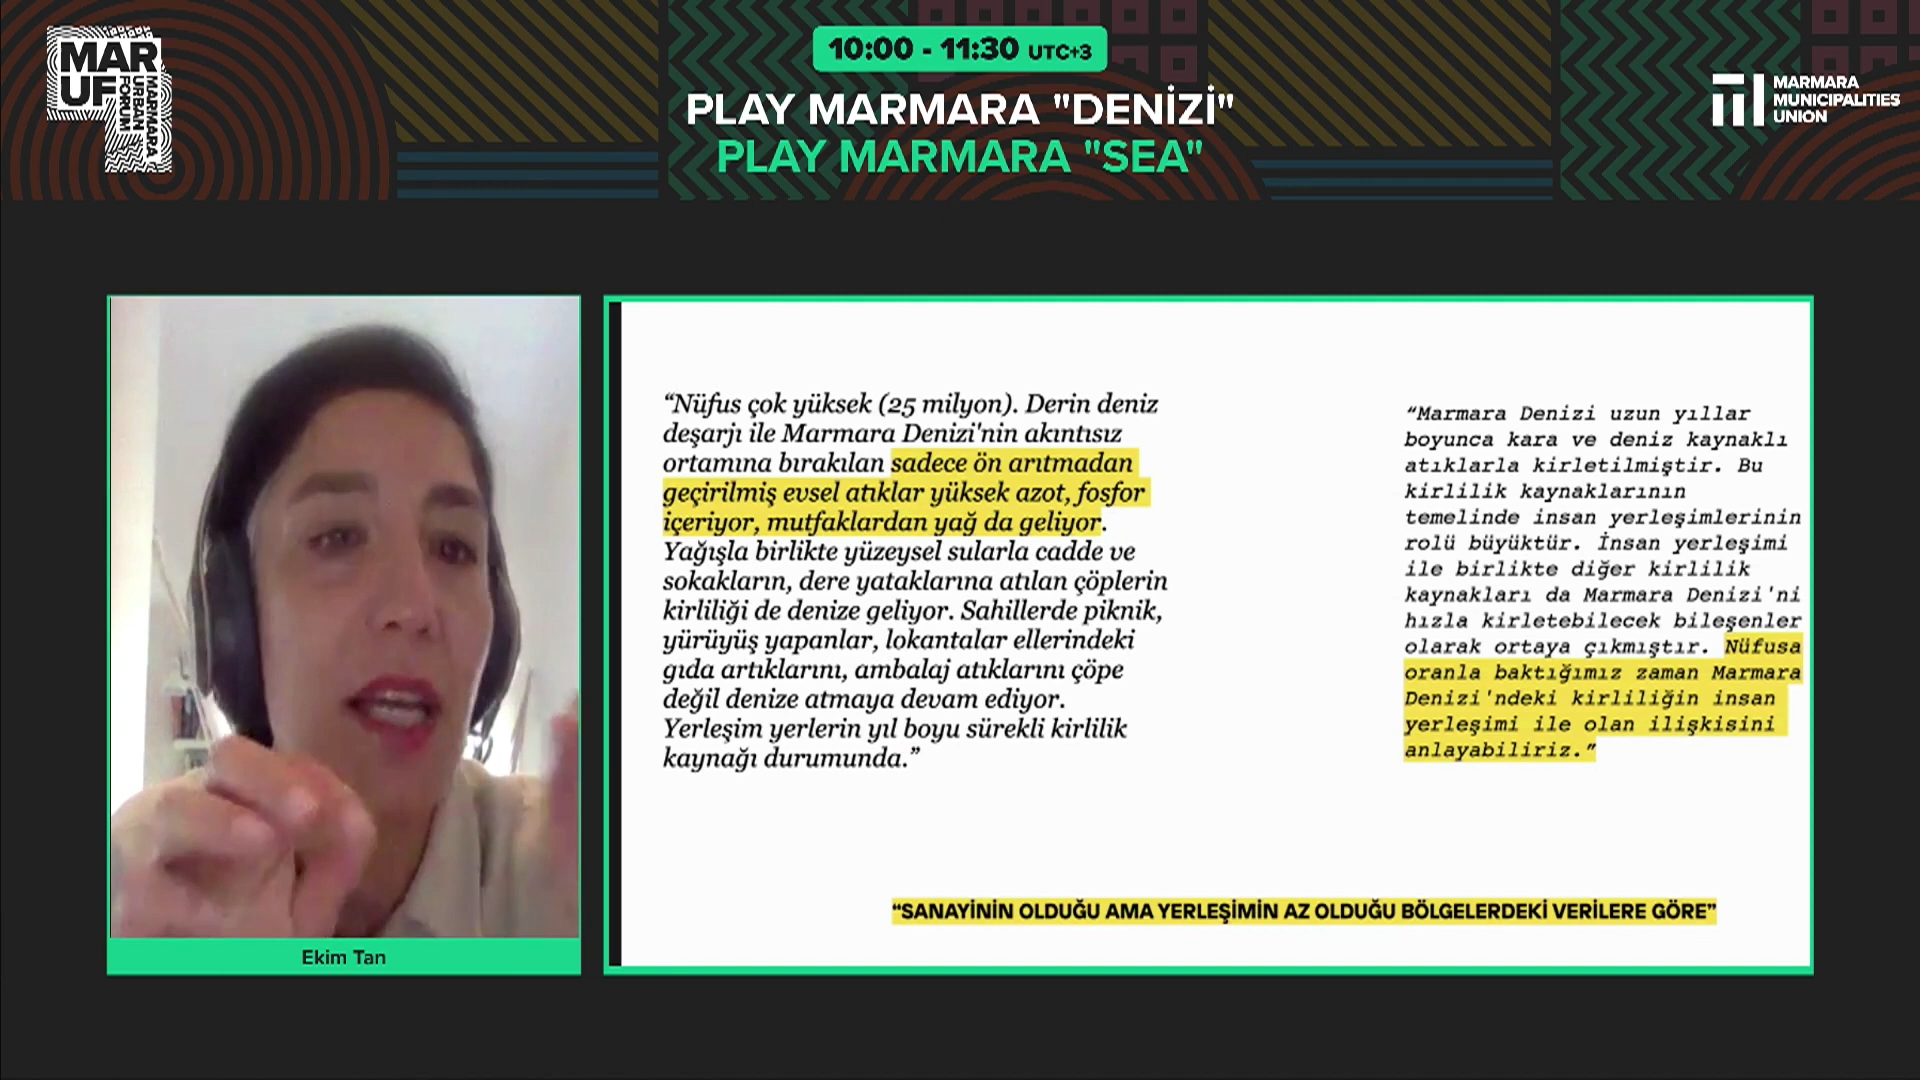 MAR
UF
MARMARA
URBAN
FORUM
10:00 - 11:30 UTC+3
PLAY MARMARA "DENİZİ"
PLAY MARMARA "SEA"
MARMARA
MUNICIPALITIES
UNION
Ekim Tan
“Nüfus çok yüksek (25 milyon). Derin deniz
deşarjı ile Marmara Denizi'nin akıntısız
ortamına bırakılan sadece ön arıtmadan
geçirilmiş evsel atıklar yüksek azot, fosfor
içeriyor, mutfaklardan yağ da geliyor.
Yağışla birlikte yüzeysel sularla cadde ve
sokakların, dere yataklarına atılan çöplerin
kirliliği de denize geliyor. Sahillerde piknik,
yürüyüş yapanlar, lokantalar ellerindeki
gıda artıklarını, ambalaj atıklarını çöpe
değil denize atmaya devam ediyor.
Yerleşim yerlerin yıl boyu sürekli kirlilik
kaynağı durumunda.”
“Marmara Denizi uzun yıllar
boyunca kara ve deniz kaynaklı
atıklarla kirletilmiştir. Bu
kirlilik kaynaklarının
temelinde insan yerleşimlerinin
rolü büyüktür. İnsan yerleşimi
ile birlikte diğer kirlilik
kaynakları da Marmara Denizi'ni
hızla kirletebilecek bileşenler
olarak ortaya çıkmıştır. Nüfusa
oranla baktığımız zaman Marmara
Denizi'ndeki kirliliğin insan
yerleşimi ile olan ilişkisini
anlayabiliriz.”
“SANAYİNİN OLDUĞU AMA YERLEŞİMİN AZ OLDUĞU BÖLGELERDEKİ VERİLERE GÖRE”